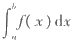 ∫_a^b f( x ) dx